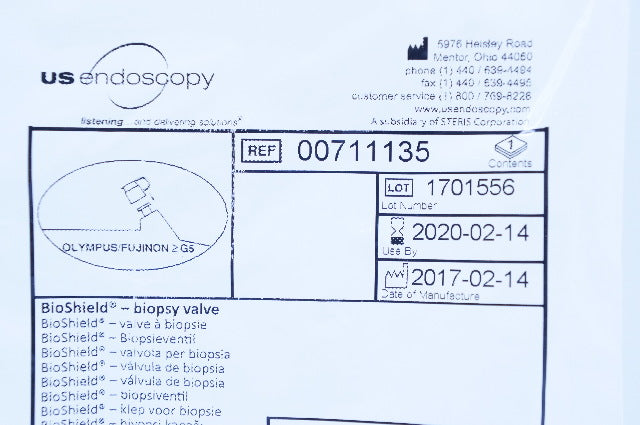 us endoscopy
listening...and delivering solutions®
5976 Heisley Road
Mentor, Ohio 44060
phone (1) 440 / 639-4494
fax (1) 440 / 639-4495
customer service (1) 800 / 769-8226
www.usendoscopy.com
A subsidiary of STERIS Corporation
REF 00711135
1
Contents
OLYMPUS/FUJINON ≥ G5
LOT 1701556
Lot Number
2020-02-14
Use By
2017-02-14
Date of Manufacture
BioShield® – biopsy valve
BioShield® – valve à biopsie
BioShield® – Biopsieventil
BioShield® – valvola per biopsia
BioShield® – válvula de biopsia
BioShield® – válvula de biopsia
BioShield® – biopsiventil
BioShield® – klep voor biopsie
BioShield®